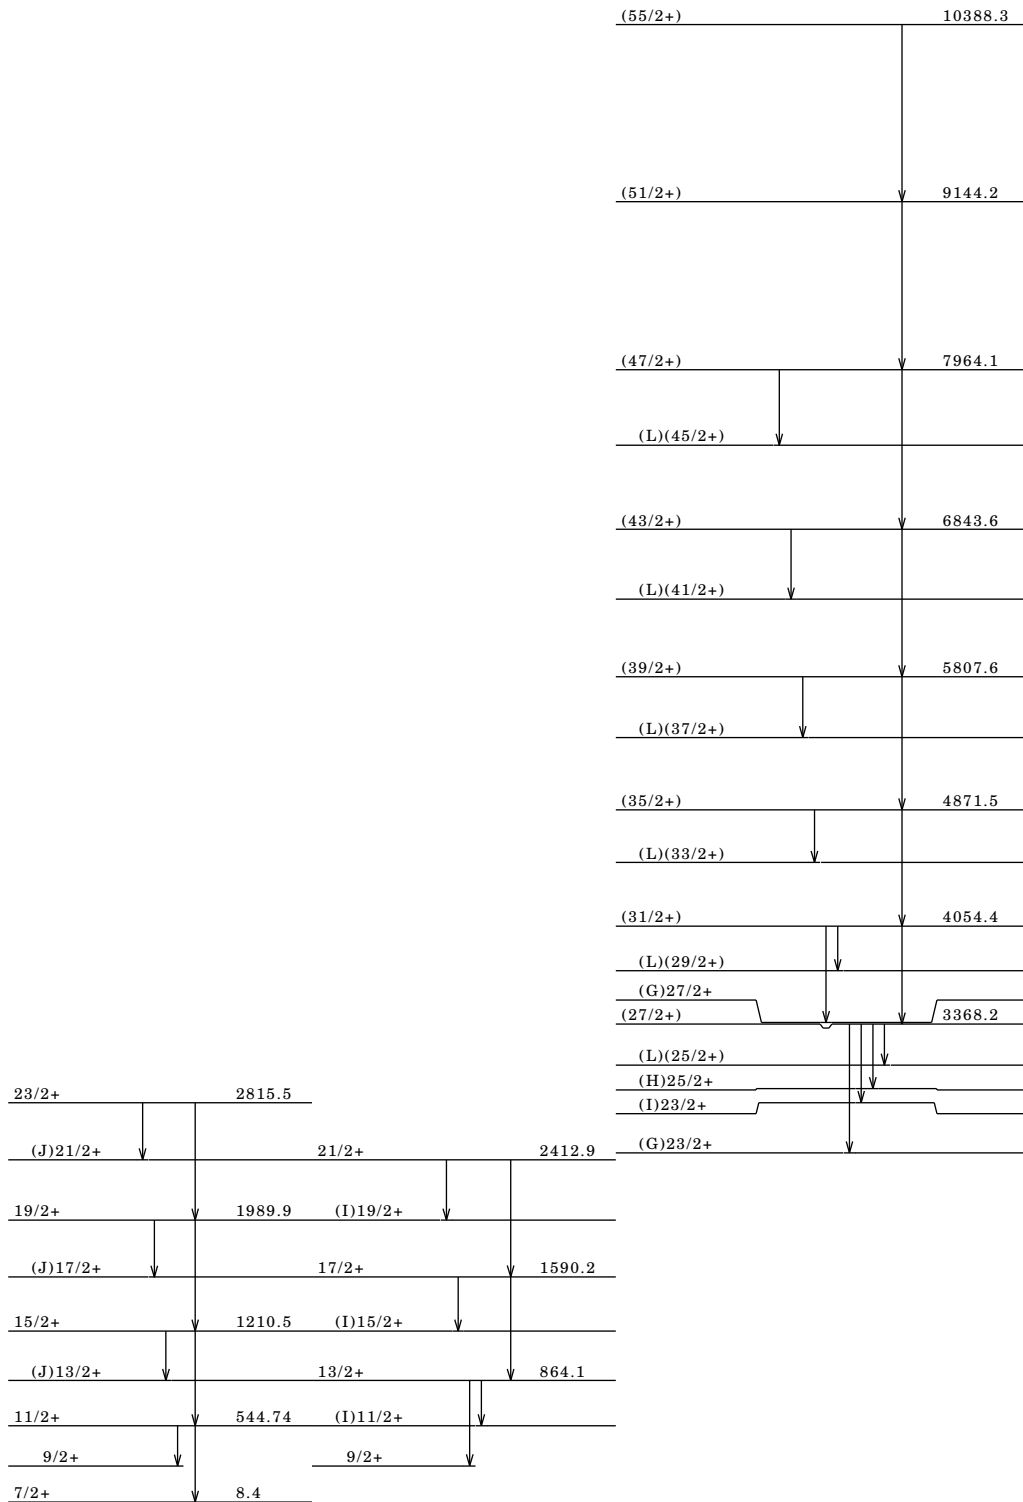 (55/2+) 10388.3
(51/2+) 9144.2
(47/2+) 7964.1
(L)(45/2+)
(43/2+) 6843.6
(L)(41/2+)
(39/2+) 5807.6
(L)(37/2+)
(35/2+) 4871.5
(L)(33/2+)
(31/2+) 4054.4
(L)(29/2+)
(G)27/2+
(27/2+) 3368.2
(L)(25/2+)
(H)25/2+
23/2+ 2815.5
(I)23/2+
(G)23/2+
(J)21/2+ 21/2+ 2412.9
19/2+ 1989.9 (I)19/2+
(J)17/2+ 17/2+ 1590.2
15/2+ 1210.5 (I)15/2+
(J)13/2+ 13/2+ 864.1
11/2+ 544.74 (I)11/2+
9/2+ 9/2+
7/2+ 8.4